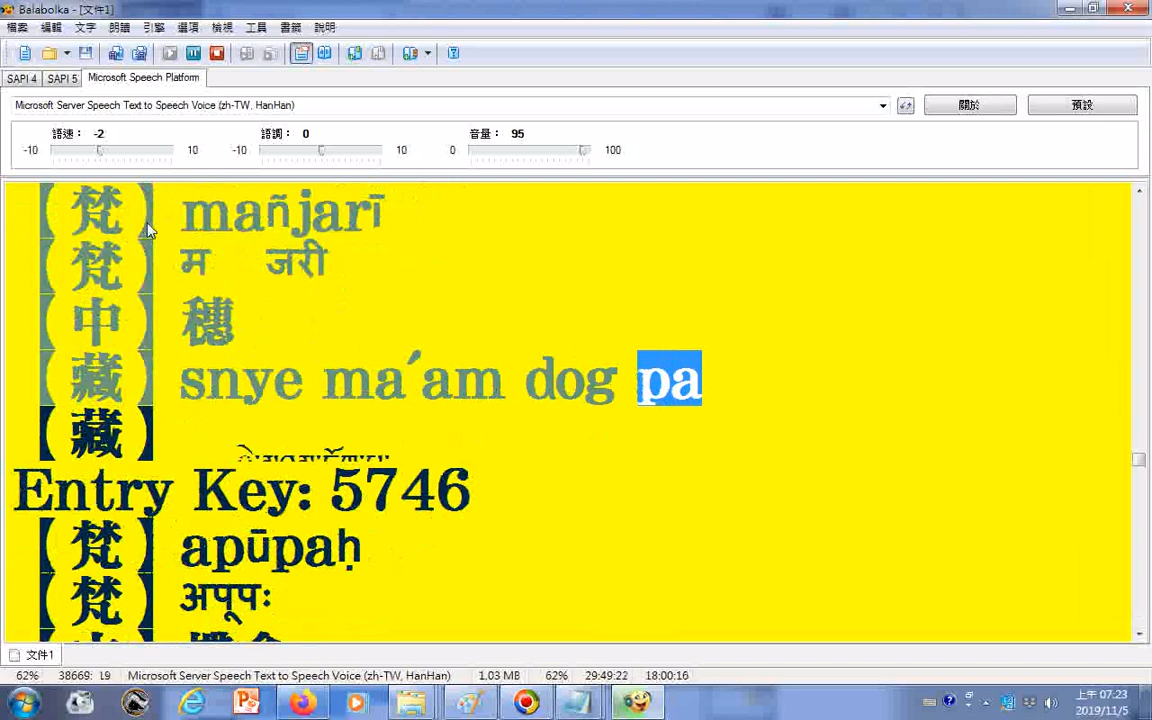 Balabolka - [文件1]
檔案 編輯 文字 朗讀 引擎 選項 檢視 工具 書籤 說明
SAPI 4 SAPI 5 Microsoft Speech Platform
Microsoft Server Speech Text to Speech Voice (zh-TW, HanHan) 關於 預設
語速： -2 語調： 0 音量： 95
-10 10 -10 10 0 100
【梵】 mañjarī
【梵】 म जरी
【中】 穗
【藏】 snye ma´am dog pa
【藏】
Entry Key: 5746
【梵】 apūpaḥ
【梵】 अपूपः
文件1
62% 38669: 19 Microsoft Server Speech Text to Speech Voice (zh-TW, HanHan) 1.03 MB 62% 29:49:22 18:00:16
上午 07:23
2019/11/5